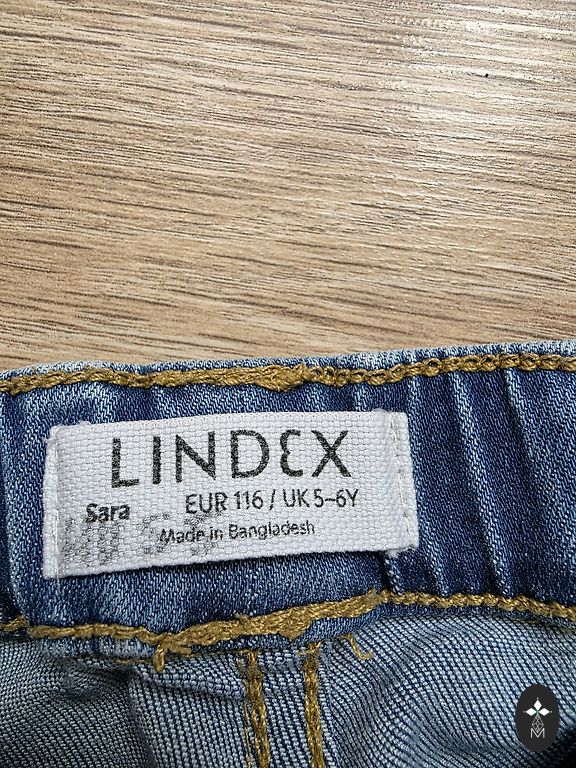 LINDEX
Sara EUR 116 / UK 5-6Y
Made in Bangladesh